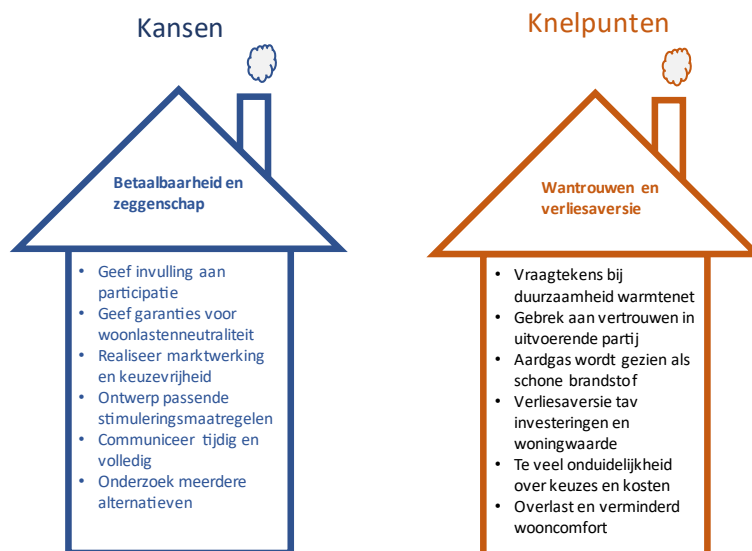 Kansen
Betaalbaarheid en
zeggenschap
• Geef invulling aan
participatie
• Geef garanties voor
woonlastenneutraliteit
• Realiseer marktwerking
en keuzevrijheid
• Ontwerp passende
stimuleringsmaatregelen
• Communiceer tijdig en
volledig
• Onderzoek meerdere
alternatieven
Knelpunten
Wantrouwen en
verliesaversie
• Vraagtekens bij
duurzaamheid warmtenet
• Gebrek aan vertrouwen in
uitvoerende partij
• Aardgas wordt gezien als
schone brandstof
• Verliesaversie tav
investeringen en
woningwaarde
• Te veel onduidelijkheid
over keuzes en kosten
• Overlast en verminderd
wooncomfort